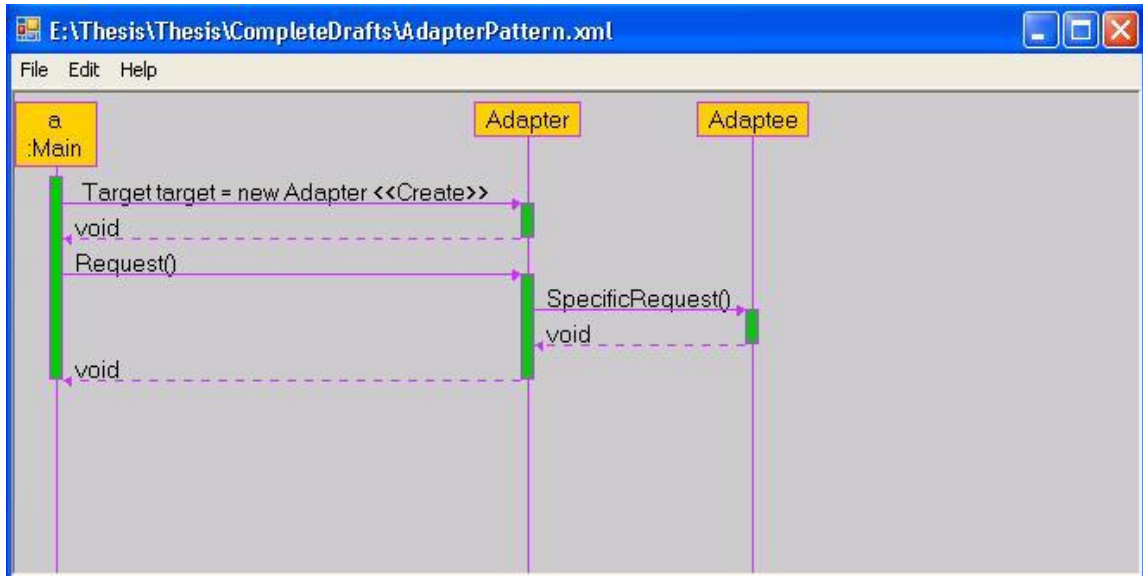 E:\Thesis\Thesis\CompleteDrafts\AdapterPattern.xml
File Edit Help
a
:Main
Adapter
Adaptee
Target target = new Adapter <<Create>>
void
Request()
SpecificRequest()
void
void